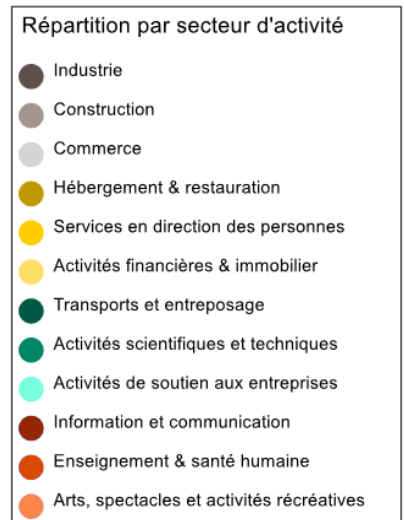 Répartition par secteur d'activité
Industrie
Construction
Commerce
Hébergement & restauration
Services en direction des personnes
Activités financières & immobilier
Transports et entreposage
Activités scientifiques et techniques
Activités de soutien aux entreprises
Information et communication
Enseignement & santé humaine
Arts, spectacles et activités récréatives